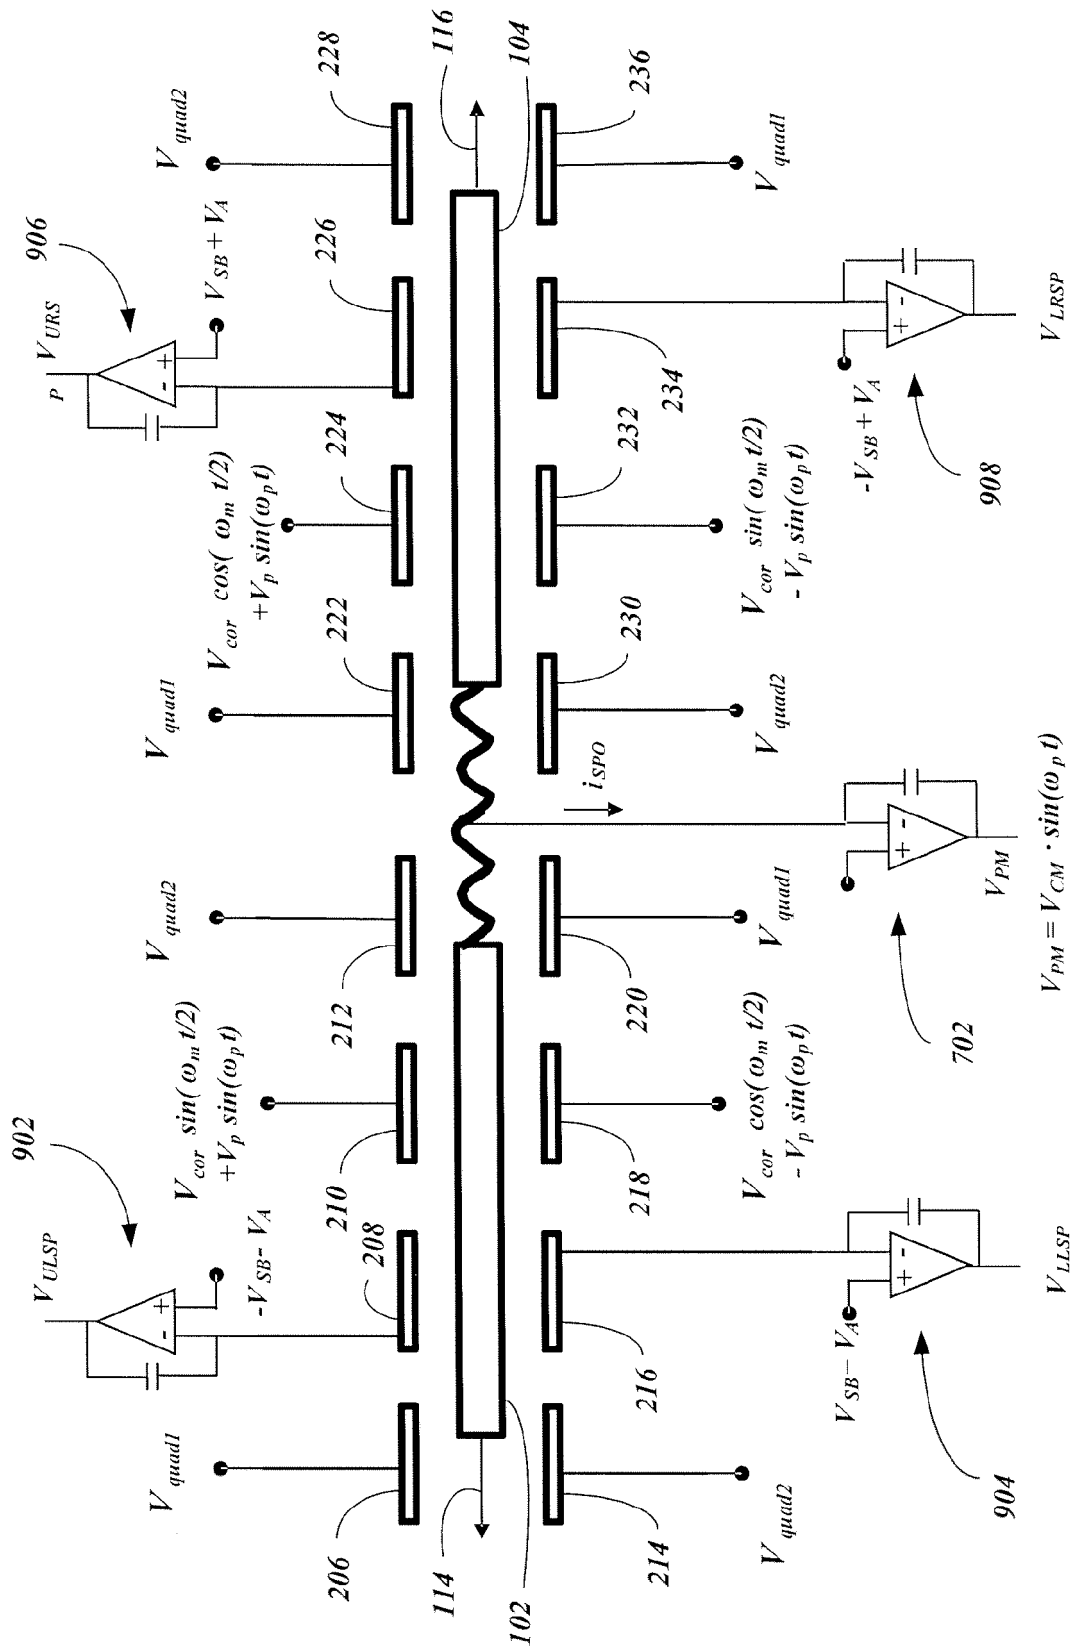 902
V_ULSP
906
V_URS
P
V_quad1
-V_SB- V_A
V_cor sin( ω_m t/2)
+V_p sin(ω_p t)
V_quad2
V_quad1
V_cor cos( ω_m t/2)
+V_p sin(ω_p t)
V_SB + V_A
V_quad2
206
208
210
212
222
224
226
228
114
116
102
104
214
216
218
220
i_SPO
230
232
234
236
V_quad2
V_SB- V_A
V_cor cos(ω_m t/2)
- V_p sin(ω_p t)
V_quad1
V_quad2
V_cor sin( ω_m t/2)
- V_p sin(ω_p t)
-V_SB + V_A
V_quad1
- +
- +
+ -
+ -
+ -
904
V_LLSP
702
V_PM
V_PM = V_CM · sin(ω_p t)
908
V_LRSP